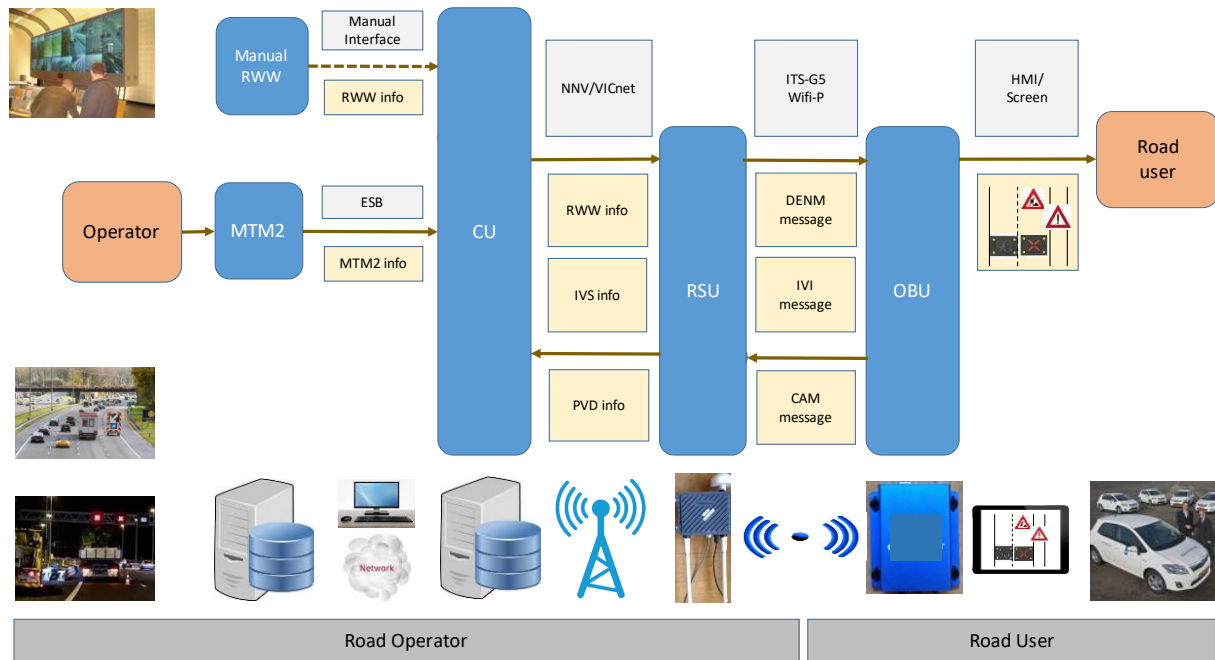 Manual
RWW
Manual
Interface
RWW info
Operator
MTM2
ESB
MTM2 info
CU
NNV/VICnet
RWW info
IVS info
PVD info
RSU
ITS-G5
Wifi-P
DENM
message
IVI
message
CAM
message
OBU
HMI/
Screen
Road
user
Network
Road Operator
Road User